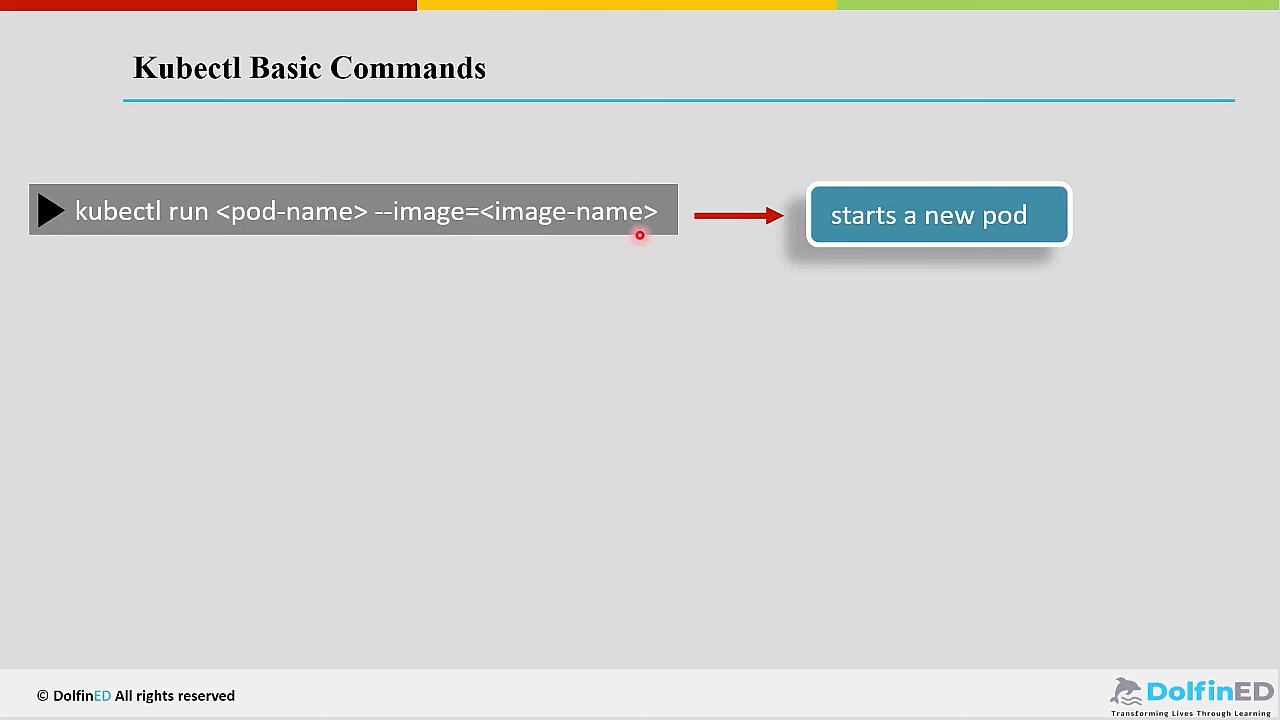 Kubectl Basic Commands
kubectl run <pod-name> --image=<image-name>
starts a new pod
© DolfinED All rights reserved
DolfinED
Transforming Lives Through Learning